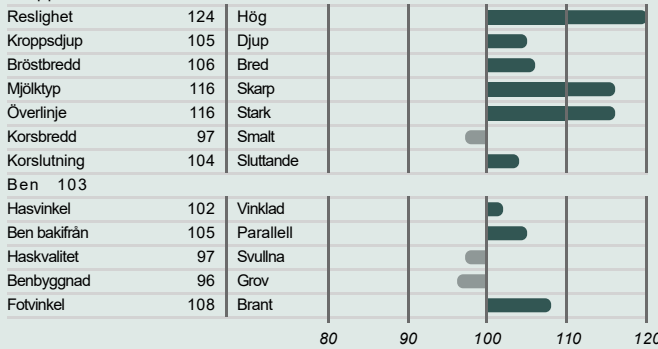 Reslighet 124 Hög
Kroppsdjup 105 Djup
Bröstbredd 106 Bred
Mjölktyp 116 Skarp
Överlinje 116 Stark
Korsbredd 97 Smalt
Korslutning 104 Sluttande
Ben 103
Hasvinkel 102 Vinklad
Ben bakifrån 105 Parallell
Haskvalitet 97 Svullna
Benbyggnad 96 Grov
Fotvinkel 108 Brant
80 90 100 110 120